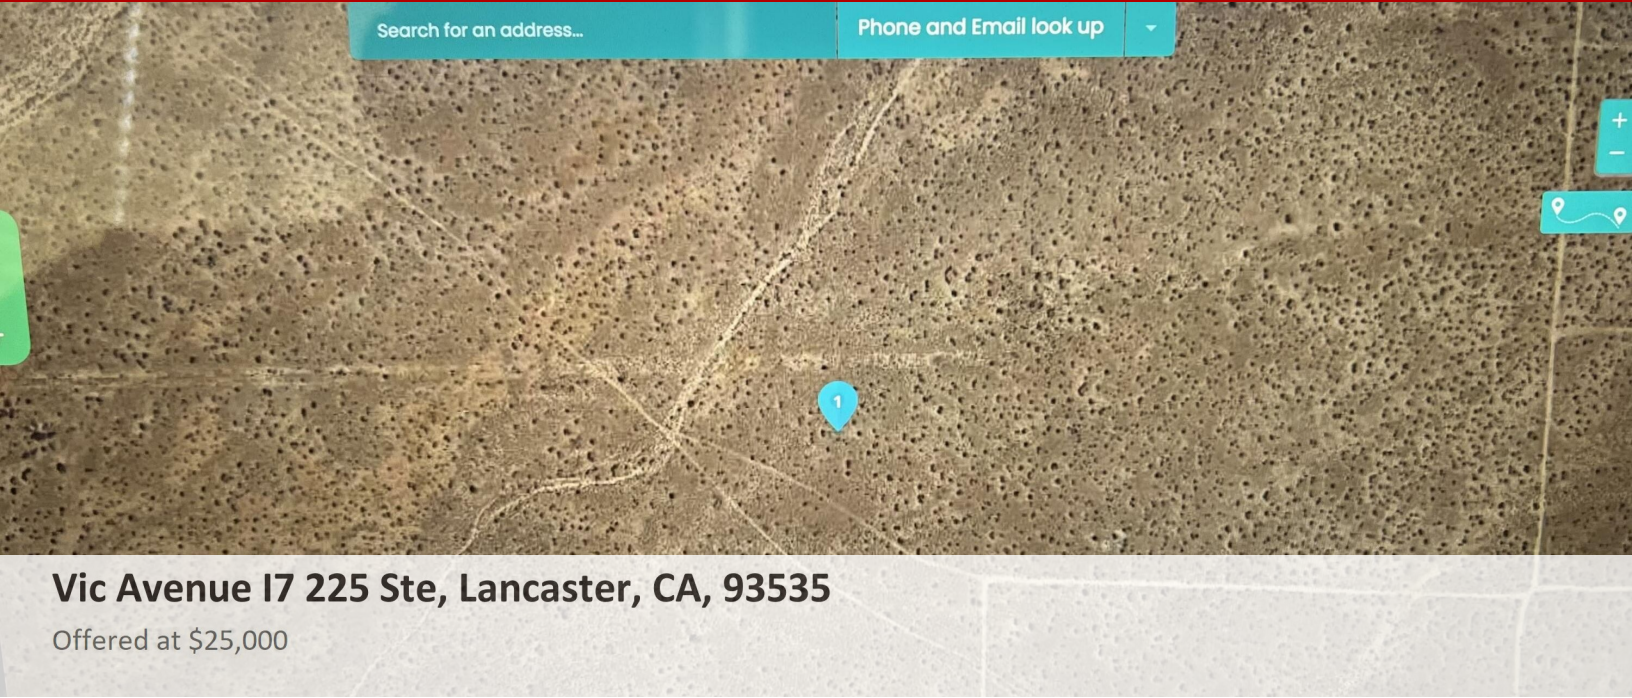 Search for an address...
Phone and Email look up
+
−
1
Vic Avenue I7 225 Ste, Lancaster, CA, 93535
Offered at $25,000